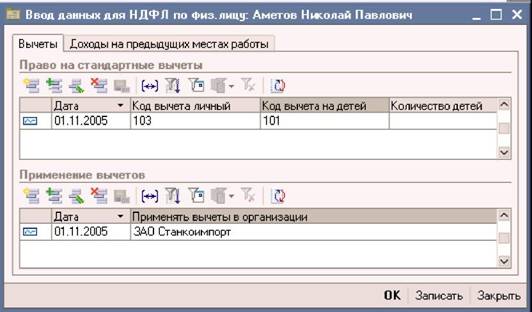 Ввод данных для НДФЛ по физ.лицу: Аметов Николай Павлович
Вычеты Доходы на предыдущих местах работы
Право на стандартные вычеты
Дата Код вычета личный Код вычета на детей Количество детей
01.11.2005 103 101
Применение вычетов
Дата Применять вычеты в организации
01.11.2005 ЗАО Станкоимпорт
OK Записать Закрыть